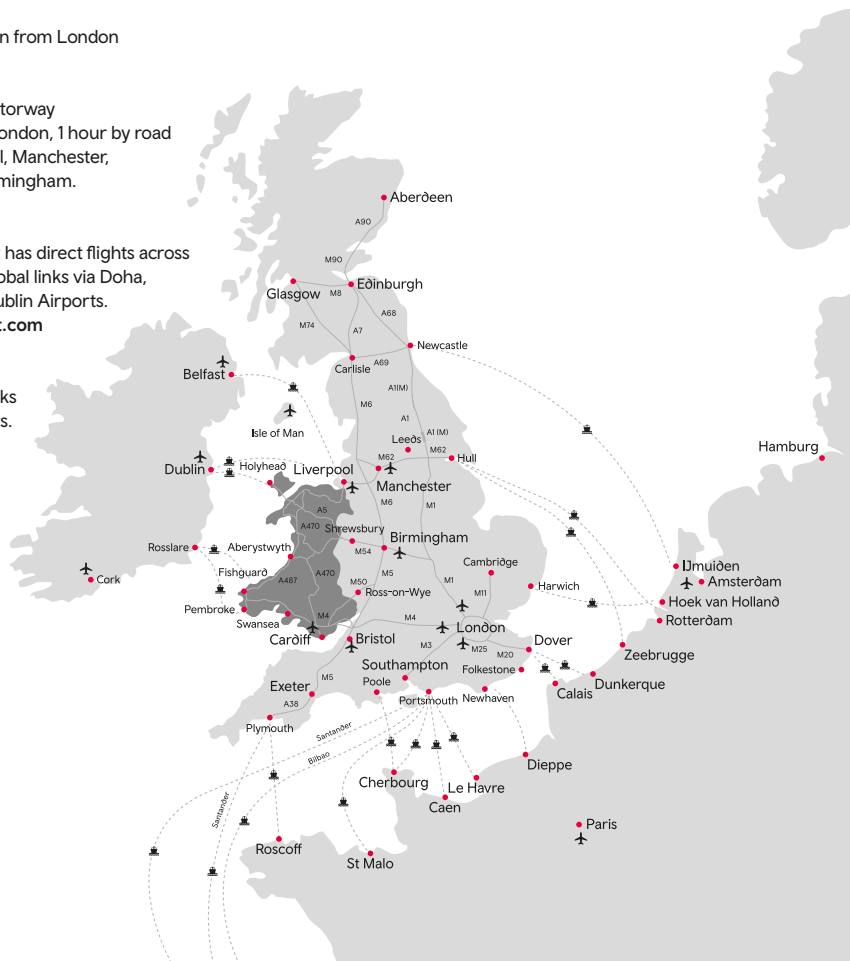 n from London
torway
ondon, 1 hour by road
l, Manchester,
mingham.
has direct flights across
obal links via Doha,
ublin Airports.
t.com
ks
s.
Aberdeen
A90
M90
Edinburgh
Glasgow
M8
A68
M74
A7
Newcastle
Carlisle
A69
Belfast
A1(M)
M6
A1
Isle of Man
A1 (M)
Leeds
M62
M62
Hull
Hamburg
Dublin
Holyhead
Liverpool
Manchester
A5
M6
M1
A470
Shrewsbury
Birmingham
Rosslare
Aberystwyth
M54
Cambridge
IJmuiden
Cork
Fishguard
A487
A470
M5
M50
M1
Amsterdam
Harwich
Ross-on-Wye
M11
Hoek van Holland
Pembroke
Swansea
M4
M4
Rotterdam
London
Cardiff
Bristol
M3
M25
M20
Dover
Zeebrugge
Southampton
Folkestone
Dunkerque
Exeter
M5
Poole
Calais
A38
Portsmouth
Newhaven
Plymouth
Santander
Bilbao
Dieppe
Cherbourg
Le Havre
Santander
Caen
Paris
Roscoff
St Malo